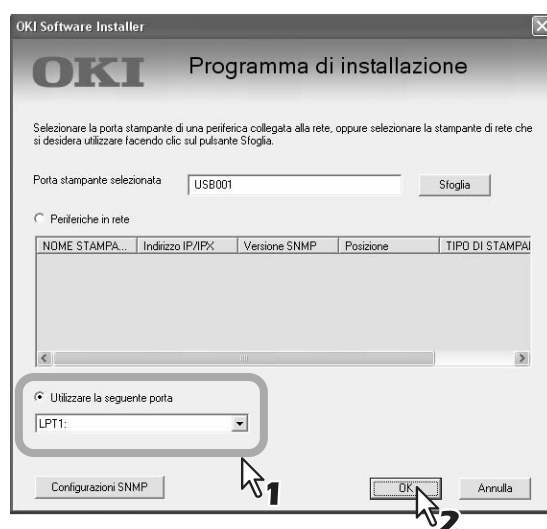 OKI Software Installer
OKI
Programma di installazione
Selezionare la porta stampante di una periferica collegata alla rete, oppure selezionare la stampante di rete che
si desidera utilizzare facendo clic sul pulsante Sfoglia.
Porta stampante selezionata
USB001
Sfoglia
Periferiche in rete
NOME STAMPA... Indirizzo IP/IPX Versione SNMP Posizione TIPO DI STAMPA
Utilizzare la seguente porta
LPT1:
1
Configurazioni SNMP
OK
Annulla
2